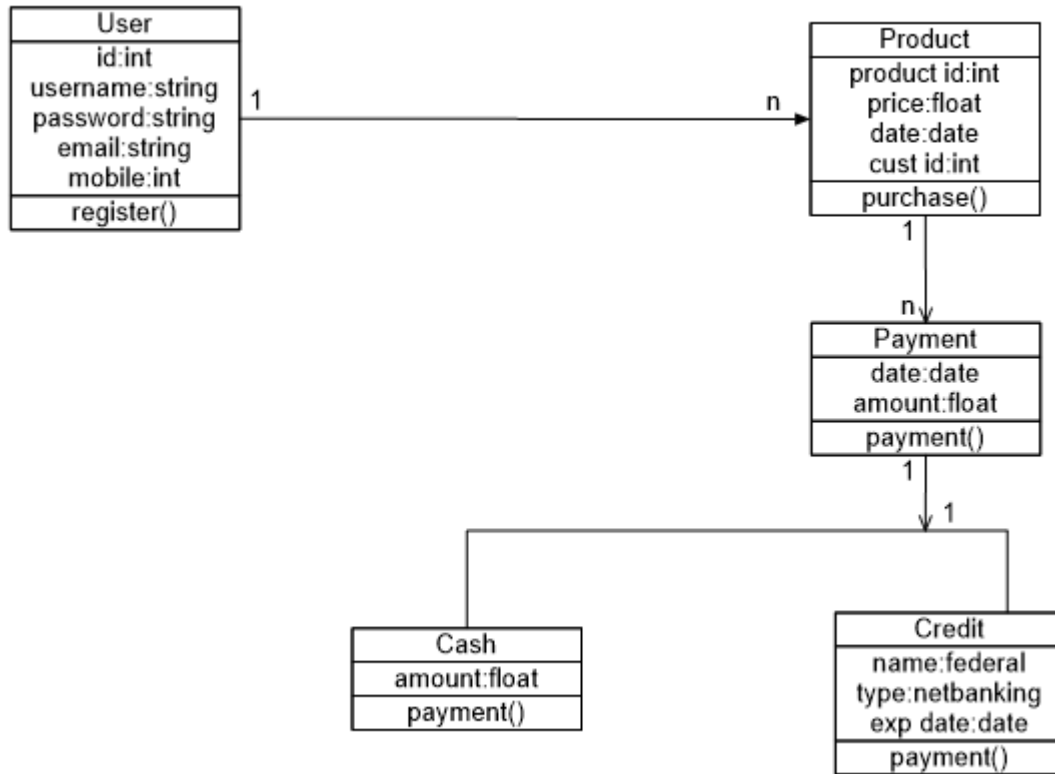 User
id:int
username:string
password:string
email:string
mobile:int
register()
1
n
Product
product id:int
price:float
date:date
cust id:int
purchase()
1
n
Payment
date:date
amount:float
payment()
1
1
Cash
amount:float
payment()
Credit
name:federal
type:netbanking
exp date:date
payment()